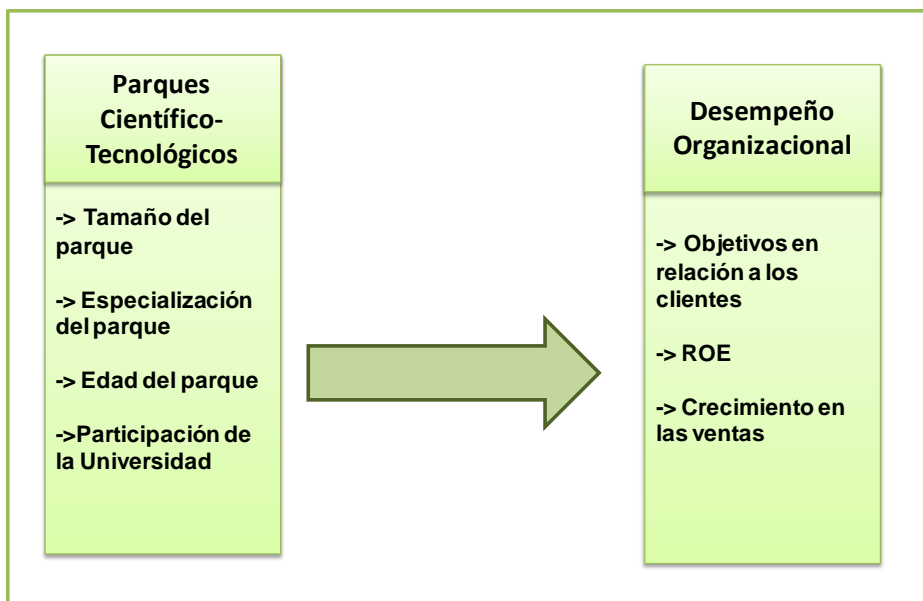 Parques
Científico-
Tecnológicos
-> Tamaño del
parque
-> Especialización
del parque
-> Edad del parque
->Participación de
la Universidad
Desempeño
Organizacional
-> Objetivos en
relación a los
clientes
-> ROE
-> Crecimiento en
las ventas